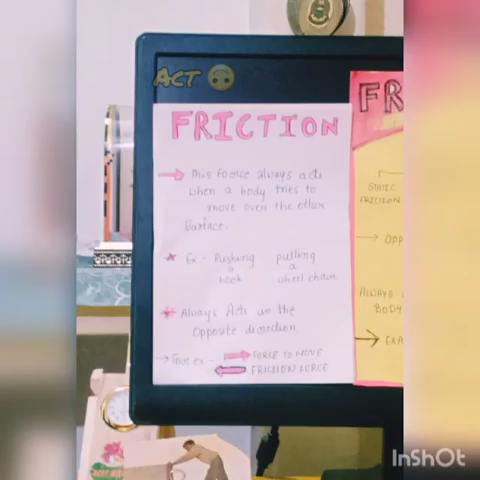 ACT 🙃
FRICTION
→ This force always acts
when a body tries to
move over the other
surface.
* Ex - Pushing pulling
a a
book wheel chair.
* Always Acts in the
Opposite direction.
→ For ex - → FORCE TO MOVE
← FRICTION FORCE
FR
STATIC
FRICTION
→ OPP
ALWAYS
BODY
→ EXA
InShOt